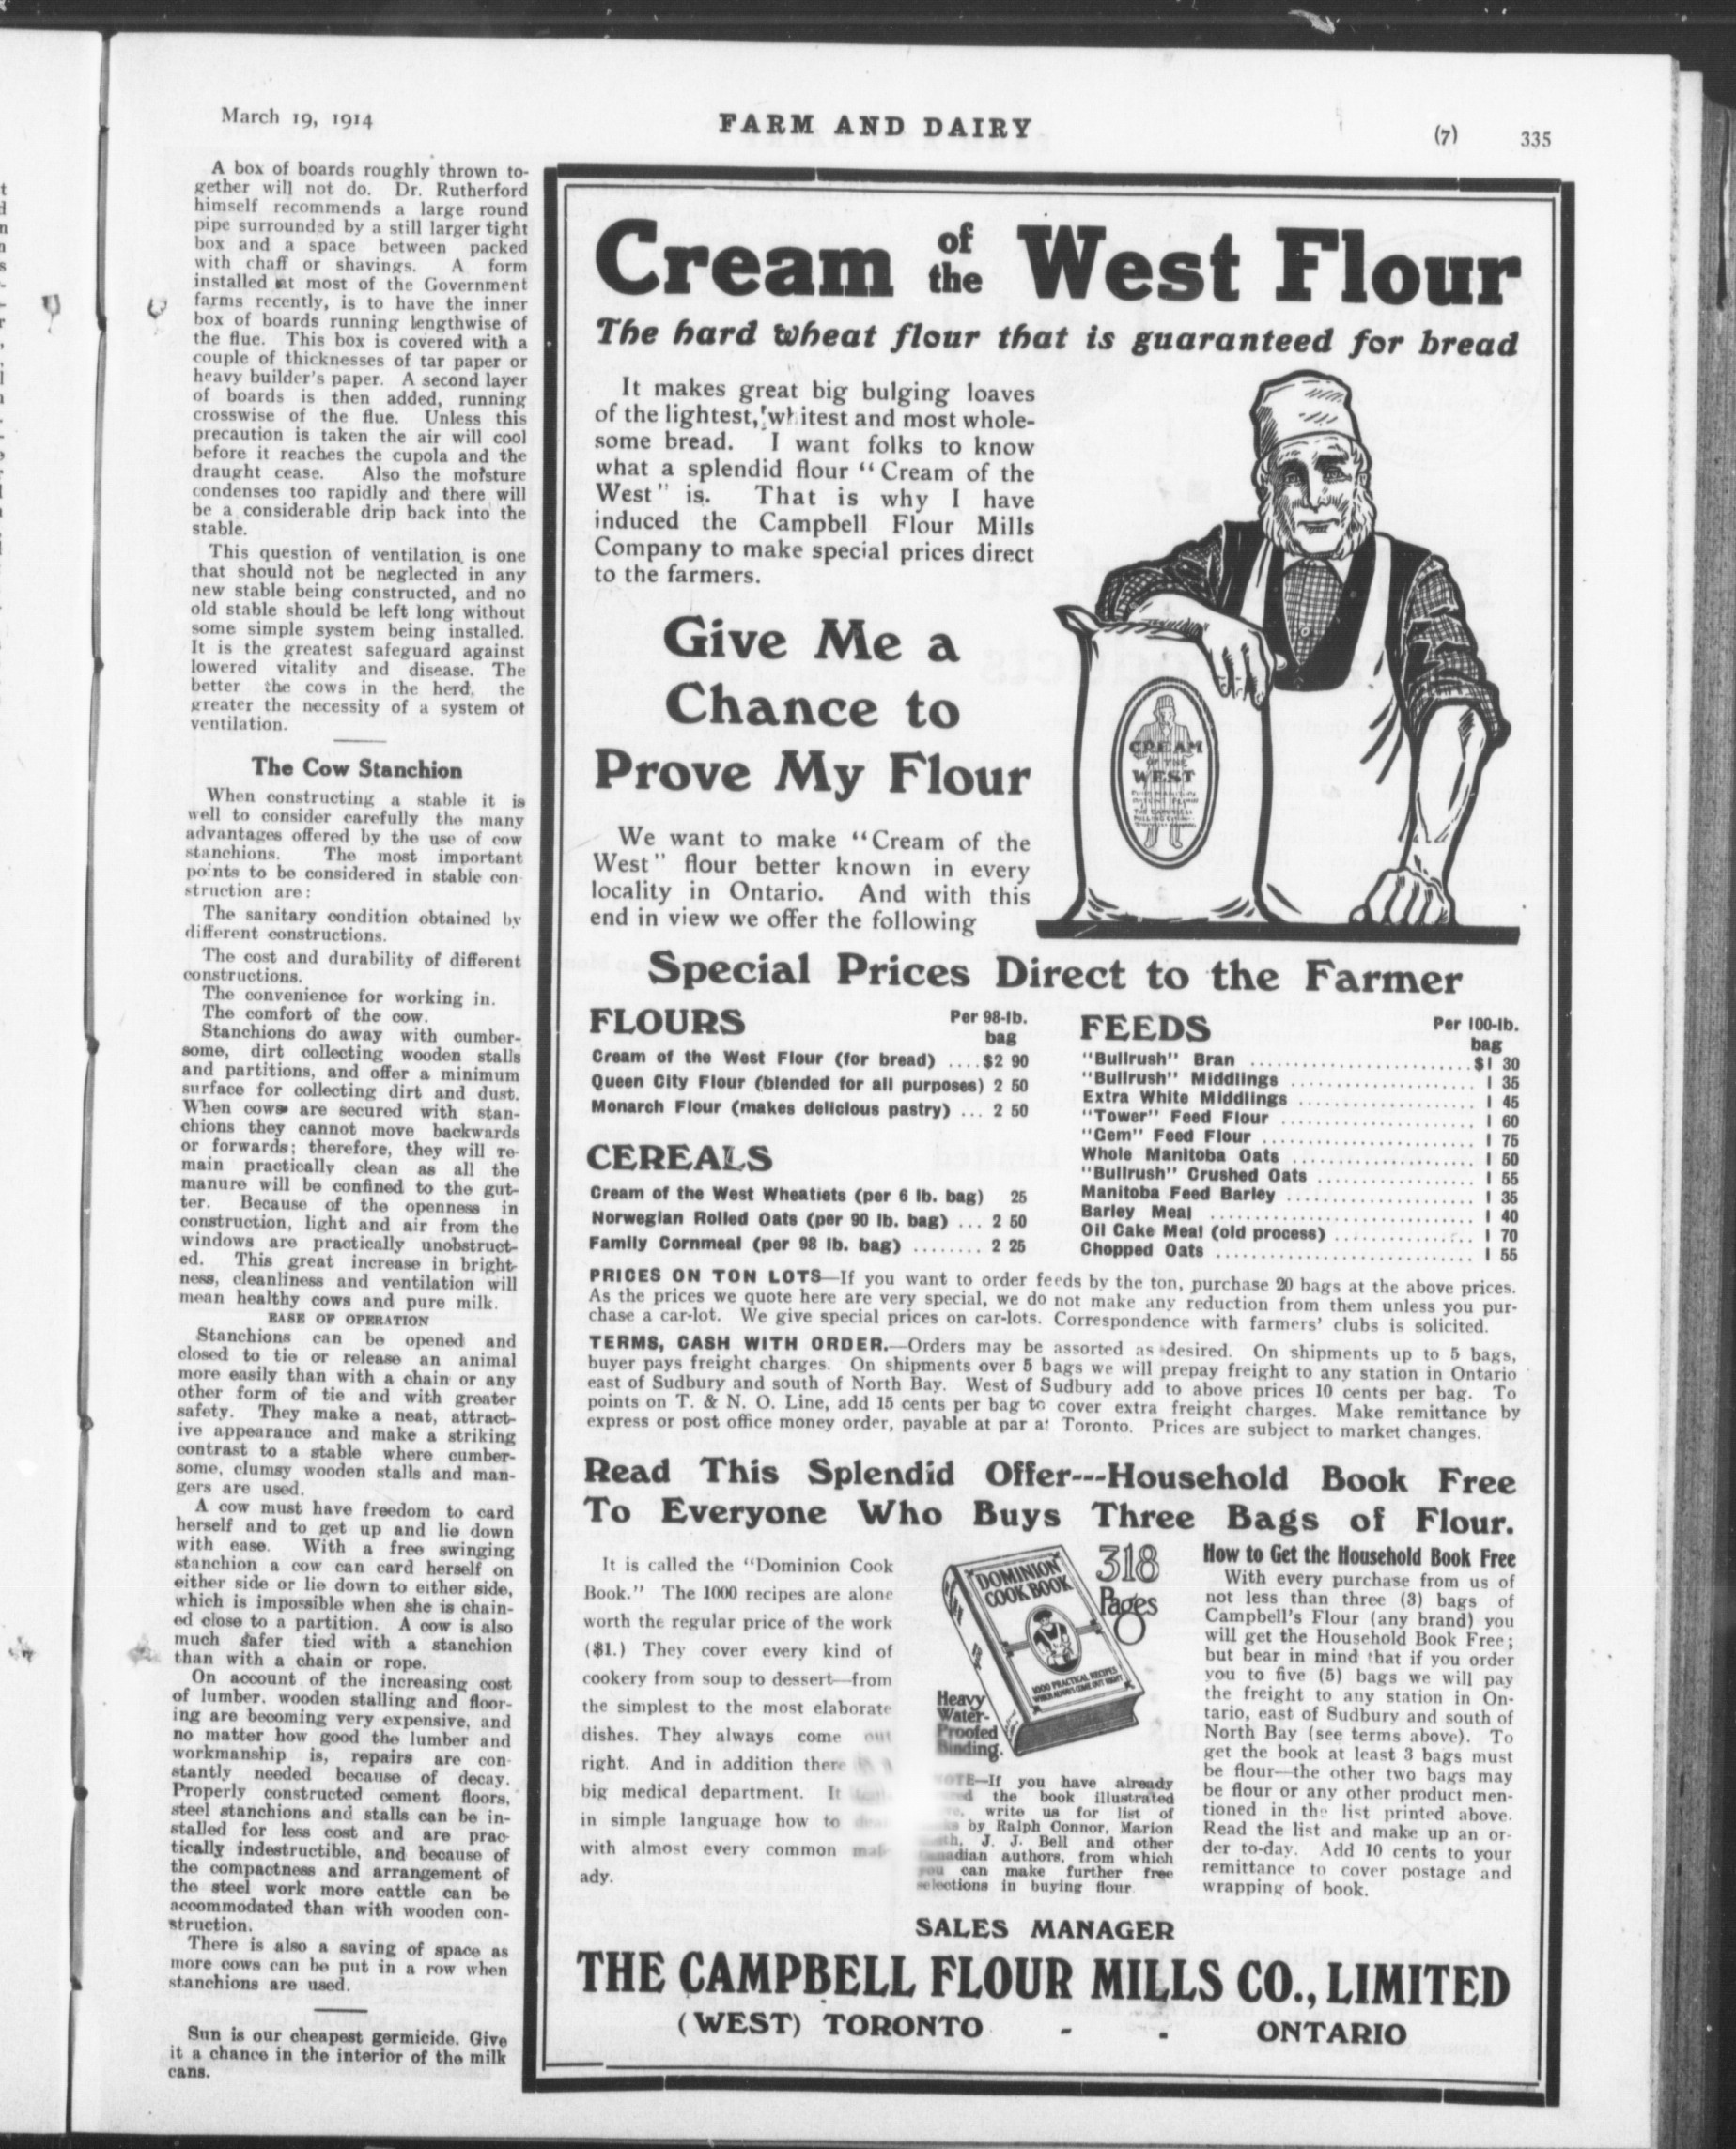 March 19, 1914
FARM AND DAIRY
(7) 335
A box of boards roughly thrown to-
gether will not do. Dr. Rutherford
himself recommends a large round
pipe surrounded by a still larger tight
box and a space between packed
with chaff or shavings. A form
installed at most of the Government
farms recently, is to have the inner
box of boards running lengthwise of
the flue. This box is covered with a
couple of thicknesses of tar paper or
heavy builder's paper. A second layer
of boards is then added, running
crosswise of the flue. Unless this
precaution is taken the air will cool
before it reaches the cupola and the
draught cease. Also the moisture
condenses too rapidly and there will
be a considerable drip back into the
stable.
This question of ventilation is one
that should not be neglected in any
new stable being constructed, and no
old stable should be left long without
some simple system being installed.
It is the greatest safeguard against
lowered vitality and disease. The
better the cows in the herd, the
greater the necessity of a system of
ventilation.
The Cow Stanchion
When constructing a stable it is
well to consider carefully the many
advantages offered by the use of cow
stanchions. The most important
points to be considered in stable con-
struction are:
The sanitary condition obtained by
different constructions.
The cost and durability of different
constructions.
The convenience for working in.
The comfort of the cow.
Stanchions do away with cumber-
some, dirt collecting wooden stalls
and partitions, and offer a minimum
surface for collecting dirt and dust.
When cows are secured with stan-
chions they cannot move backwards
or forwards; therefore, they will re-
main practically clean as all the
manure will be confined to the gut-
ter. Because of the openness in
construction, light and air from the
windows are practically unobstruct-
ed. This great increase in bright-
ness, cleanliness and ventilation will
mean healthy cows and pure milk.
EASE OF OPERATION
Stanchions can be opened and
closed to tie or release an animal
more easily than with a chain or any
other form of tie and with greater
safety. They make a neat, attract-
ive appearance and make a striking
contrast to a stable where cumber-
some, clumsy wooden stalls and man-
gers are used.
A cow must have freedom to card
herself and to get up and lie down
with ease. With a free swinging
stanchion a cow can card herself on
either side or lie down to either side,
which is impossible when she is chain-
ed close to a partition. A cow is also
much safer tied with a stanchion
than with a chain or rope.
On account of the increasing cost
of lumber, wooden stalling and floor-
ing are becoming very expensive, and
no matter how good the lumber and
workmanship is, repairs are con-
stantly needed because of decay.
Properly constructed cement floors,
steel stanchions and stalls can be in-
stalled for less cost and are prac-
tically indestructible, and because of
the compactness and arrangement of
the steel work more cattle can be
accommodated than with wooden con-
struction.
There is also a saving of space as
more cows can be put in a row when
stanchions are used.
Sun is our cheapest germicide. Give
it a chance in the interior of the milk
cans.
Cream of the West Flour
The hard wheat flour that is guaranteed for bread
It makes great big bulging loaves
of the lightest, whitest and most whole-
some bread. I want folks to know
what a splendid flour "Cream of the
West" is. That is why I have
induced the Campbell Flour Mills
Company to make special prices direct
to the farmers.
Give Me a
Chance to
Prove My Flour
We want to make "Cream of the
West" flour better known in every
locality in Ontario. And with this
end in view we offer the following
CREAM
OF THE
WEST
Special Prices Direct to the Farmer
FLOURS Per 98-lb.
bag
Cream of the West Flour (for bread) ....$2 90
Queen City Flour (blended for all purposes) 2 50
Monarch Flour (makes delicious pastry) ... 2 50
CEREALS
Cream of the West Wheatlets (per 6 lb. bag) 25
Norwegian Rolled Oats (per 90 lb. bag) ... 2 50
Family Cornmeal (per 98 lb. bag) ........ 2 25
FEEDS Per 100-lb.
bag
"Bullrush" Bran ........................$1 30
"Bullrush" Middlings .................... 1 35
Extra White Middlings .................... 1 45
"Tower" Feed Flour ...................... 1 60
"Gem" Feed Flour ........................ 1 75
Whole Manitoba Oats ..................... 1 50
"Bullrush" Crushed Oats .................. 1 55
Manitoba Feed Barley ..................... 1 35
Barley Meal .............................. 1 40
Oil Cake Meal (old process) ................ 1 70
Chopped Oats ............................. 1 55
PRICES ON TON LOTS—If you want to order feeds by the ton, purchase 20 bags at the above prices.
As the prices we quote here are very special, we do not make any reduction from them unless you pur-
chase a car-lot. We give special prices on car-lots. Correspondence with farmers' clubs is solicited.
TERMS, CASH WITH ORDER.—Orders may be assorted as desired. On shipments up to 5 bags,
buyer pays freight charges. On shipments over 5 bags we will prepay freight to any station in Ontario
east of Sudbury and south of North Bay. West of Sudbury add to above prices 10 cents per bag. To
points on T. & N. O. Line, add 15 cents per bag to cover extra freight charges. Make remittance by
express or post office money order, payable at par at Toronto. Prices are subject to market changes.
Read This Splendid Offer---Household Book Free
To Everyone Who Buys Three Bags of Flour.
It is called the "Dominion Cook
Book." The 1000 recipes are alone
worth the regular price of the work
($1.) They cover every kind of
cookery from soup to dessert—from
the simplest to the most elaborate
dishes. They always come out
right. And in addition there
big medical department. It
in simple language how to
with almost every common mal-
ady.
DOMINION
COOK BOOK
1000 PRACTICAL RECIPES
WHICH ALWAYS COME OUT RIGHT
318
Pages
Heavy
Water-
Proofed
Binding.
NOTE—If you have already
the book illustrated
write us for list of
by Ralph Connor, Marion
J. J. Bell and other
Canadian authors, from which
you can make further free
selections in buying flour.
How to Get the Household Book Free
With every purchase from us of
not less than three (3) bags of
Campbell's Flour (any brand) you
will get the Household Book Free;
but bear in mind that if you order
you to five (5) bags we will pay
the freight to any station in On-
tario, east of Sudbury and south of
North Bay (see terms above). To
get the book at least 3 bags must
be flour—the other two bags may
be flour or any other product men-
tioned in the list printed above.
Read the list and make up an or-
der to-day. Add 10 cents to your
remittance to cover postage and
wrapping of book.
SALES MANAGER
THE CAMPBELL FLOUR MILLS CO., LIMITED
(WEST) TORONTO - - ONTARIO